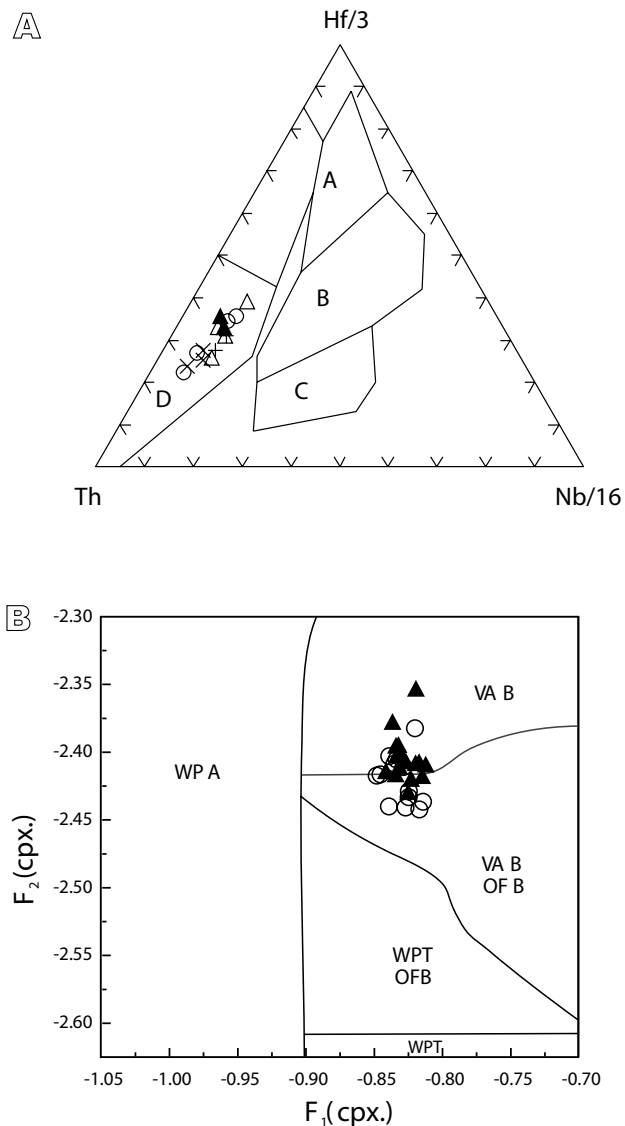 A
Hf/3
A
B
C
D
Th
Nb/16
B
-2.30
-2.35
-2.40
-2.45
-2.50
-2.55
-2.60
F2 (cpx.)
VA B
WP A
VA B
OF B
WPT
OFB
WPT
-1.05 -1.00 -0.95 -0.90 -0.85 -0.80 -0.75 -0.70
F1(cpx.)